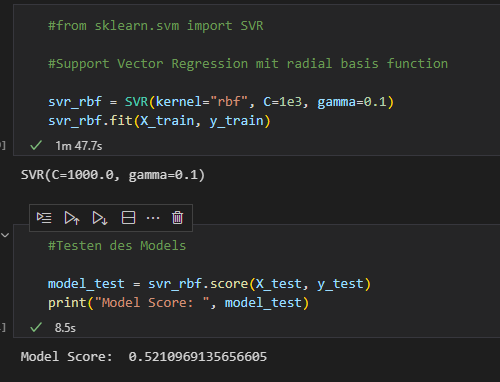 #from sklearn.svm import SVR
#Support Vector Regression mit radial basis function
svr_rbf = SVR(kernel="rbf", C=1e3, gamma=0.1)
svr_rbf.fit(X_train, y_train)
1m 47.7s
SVR(C=1000.0, gamma=0.1)
#Testen des Models
model_test = svr_rbf.score(X_test, y_test)
print("Model Score: ", model_test)
8.5s
Model Score:  0.5210969135656605